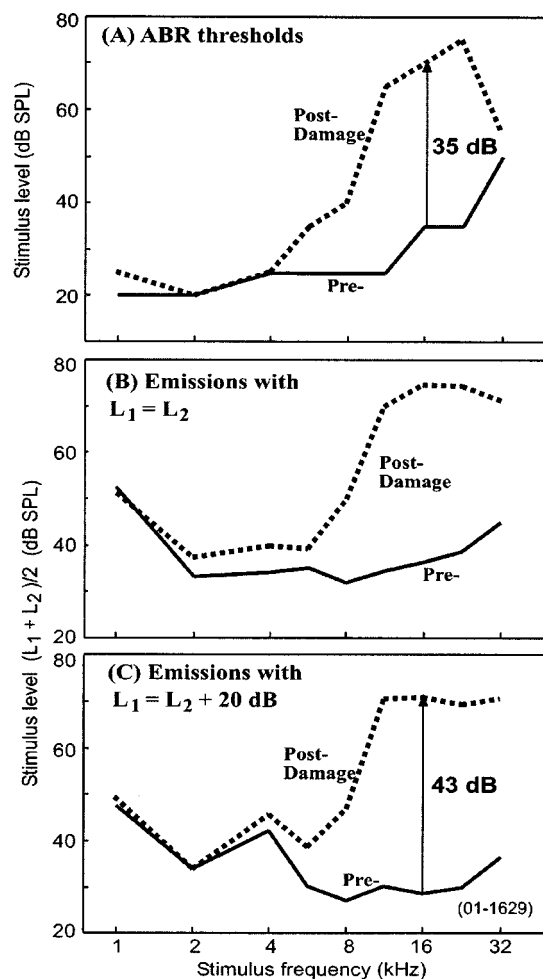 80
(A) ABR thresholds
Post-
Damage
60
35 dB
40
Pre-
20
Stimulus level (dB SPL)
80
(B) Emissions with
L1 = L2
60
Post-
Damage
40
Pre-
20
80
(C) Emissions with
L1 = L2 + 20 dB
Post-
Damage
60
43 dB
40
Pre-
(01-1629)
20
Stimulus level (L1 + L2)/2 (dB SPL)
1 2 4 8 16 32
Stimulus frequency (kHz)